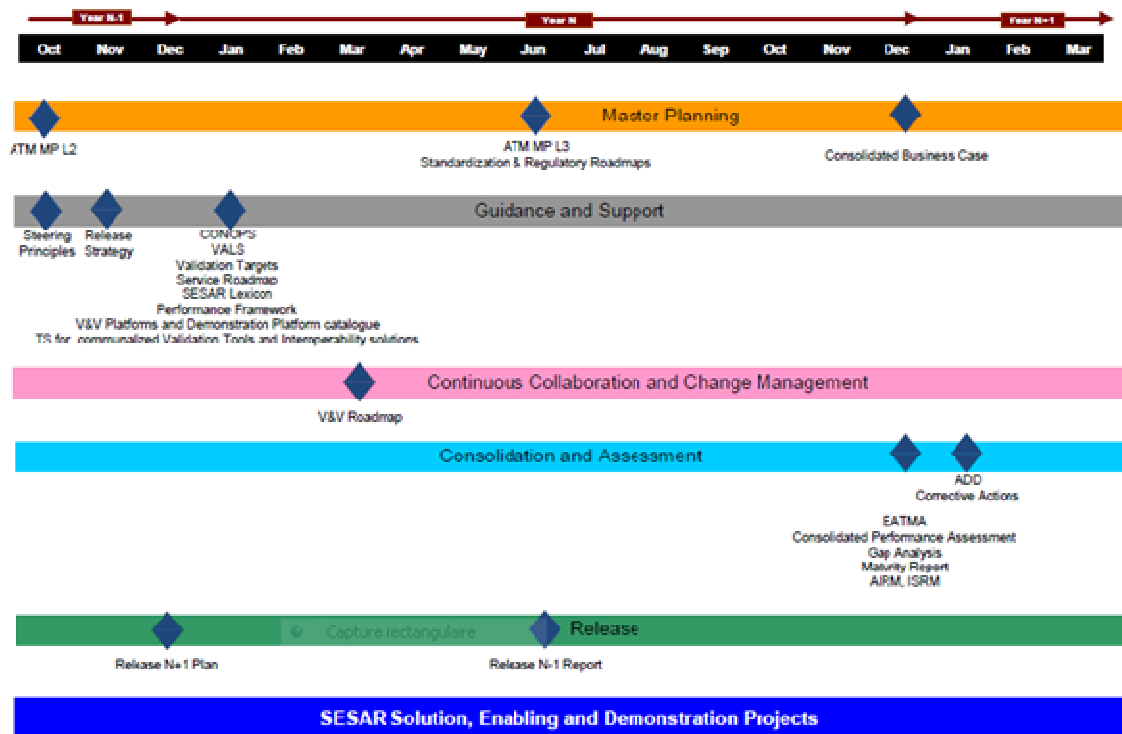 Year N-1 Year N Year N+1
Oct Nov Dec Jan Feb Mar Apr May Jun Jul Aug Sep Oct Nov Dec Jan Feb Mar
Master Planning
ATM MP L2
ATM MP L3
Standardization & Regulatory Roadmaps
Consolidated Business Case
Guidance and Support
Steering
Principles
Release
Strategy
CONOPS
VALS
Validation Targets
Service Roadmap
SESAR Lexicon
Performance Framework
V&V Platforms and Demonstration Platform catalogue
TS for communalized Validation Tools and Interoperability solutions
Continuous Collaboration and Change Management
V&V Roadmap
Consolidation and Assessment
ADD
Corrective Actions
EATMA
Consolidated Performance Assessment
Gap Analysis
Maturity Report
AIRM, ISRM
Capture rectangulaire
Release
Release N+1 Plan
Release N-1 Report
SESAR Solution, Enabling and Demonstration Projects